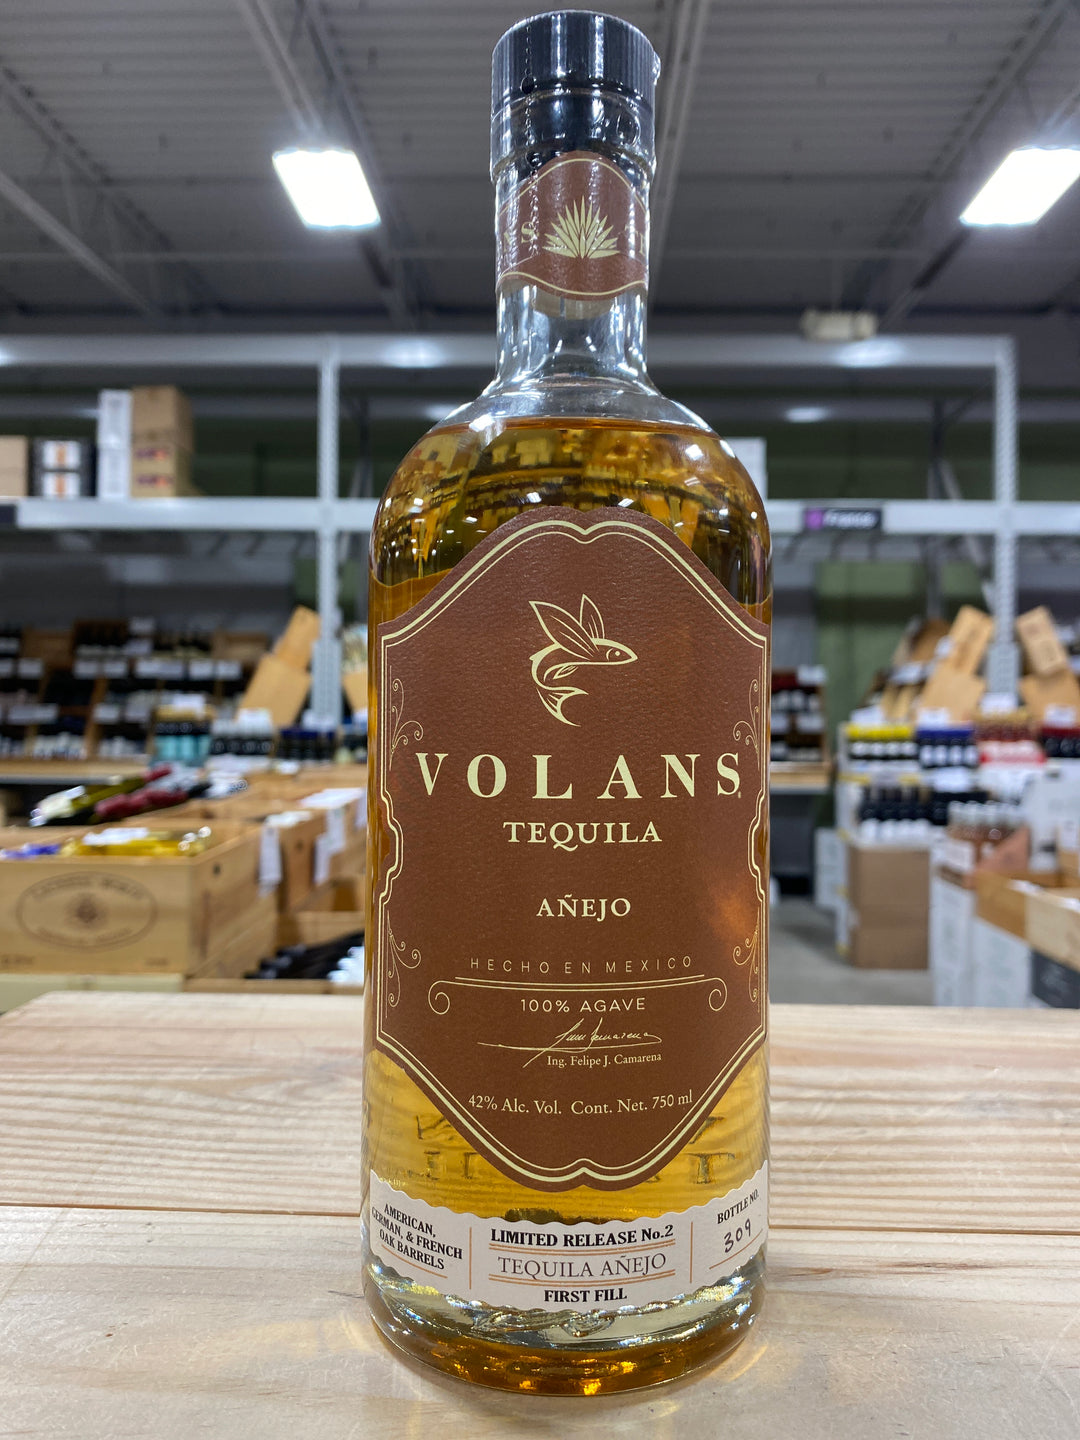 VOLANS
TEQUILA
AÑEJO
HECHO EN MEXICO
100% AGAVE
Ing. Felipe J. Camarena
42% Alc. Vol. Cont. Net. 750 ml
AMERICAN,
GERMAN, & FRENCH
OAK BARRELS
LIMITED RELEASE No.2
TEQUILA AÑEJO
FIRST FILL
BOTTLE NO.
309
France